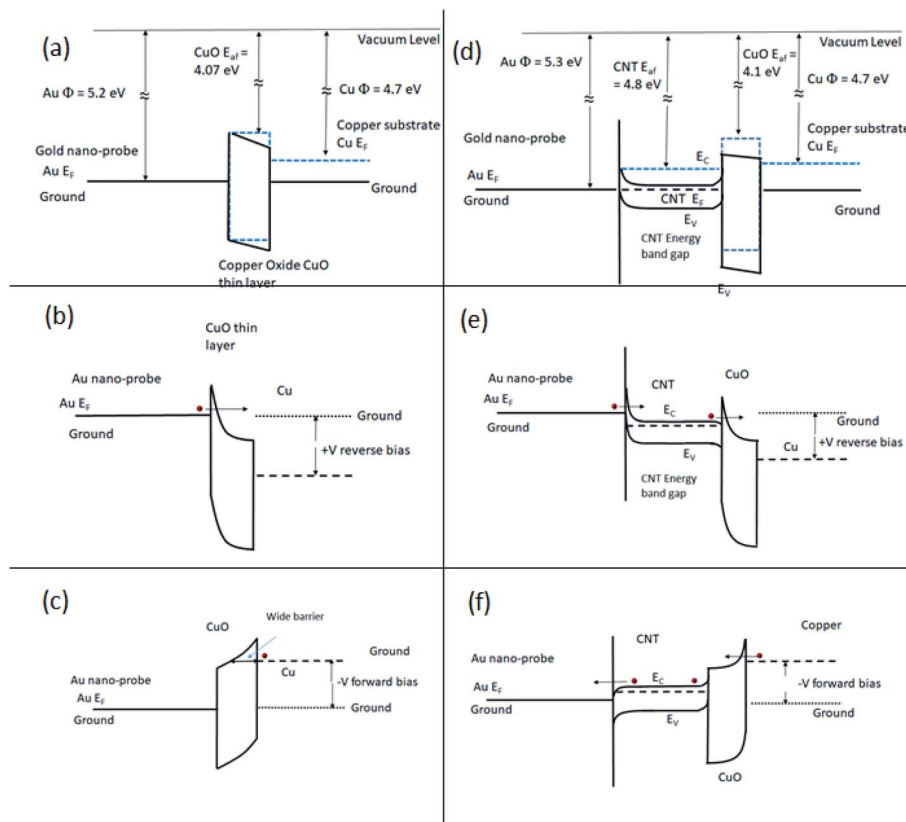 (a)
Vacuum Level
CuO Eaf =
4.07 eV
Au Φ = 5.2 eV
Cu Φ = 4.7 eV
Copper substrate
Cu EF
Gold nano-probe
Au EF
Ground
Ground
Copper Oxide CuO
thin layer
(d)
Vacuum Level
CuO Eaf =
4.1 eV
Au Φ = 5.3 eV
CNT Eaf
= 4.8 eV
Cu Φ = 4.7 eV
Copper substrate
Cu EF
Gold nano-probe
EC
Au EF
Ground
CNT EF
Ground
EV
CNT Energy
band gap
EV
(b)
CuO thin
layer
Au nano-probe
Cu
Au EF
Ground
Ground
+V reverse bias
(e)
CuO
Au nano-probe
CNT
Au EF
EC
Ground
Ground
+V reverse bias
Cu
EV
CNT Energy
band gap
(c)
Wide barrier
CuO
Ground
Cu
Au nano-probe
-V forward bias
Au EF
Ground
Ground
(f)
Copper
CNT
Au nano-probe
EC
Au EF
-V forward bias
Ground
Ground
EV
CuO